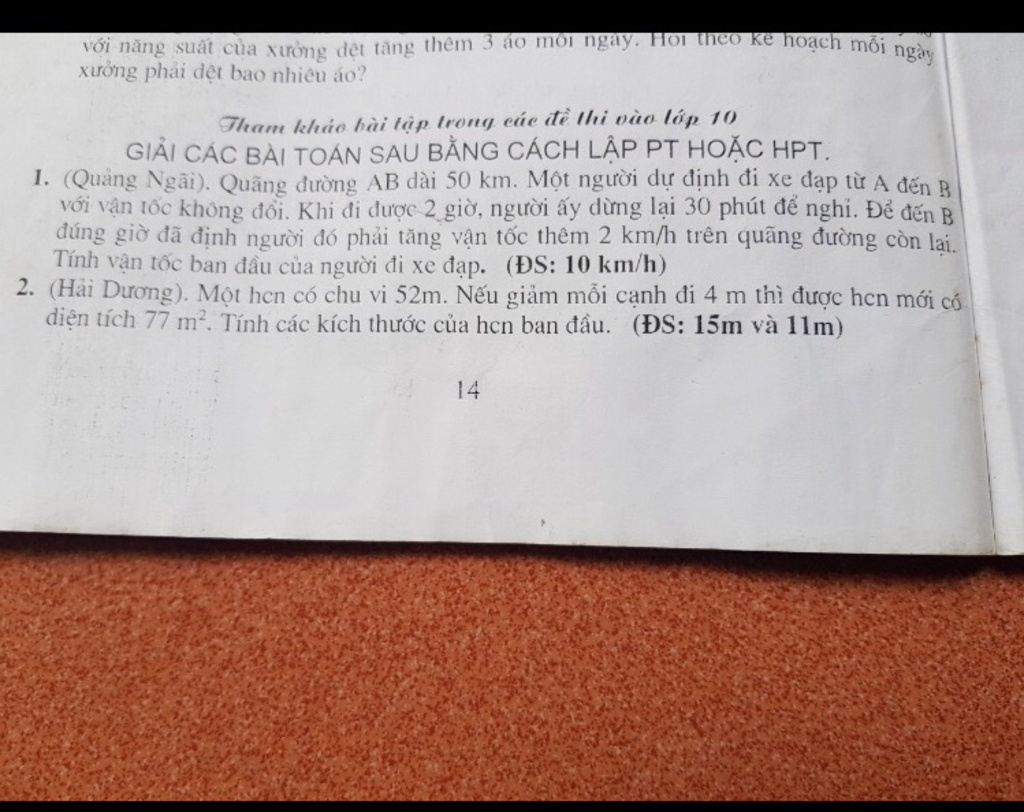 với năng suất của xưởng dệt tăng thêm 3 áo mỗi ngày. Hỏi theo kế hoạch mỗi ngày
xưởng phải dệt bao nhiêu áo?
Tham khảo bài tập trong các đề thi vào lớp 10
GIẢI CÁC BÀI TOÁN SAU BẰNG CÁCH LẬP PT HOẶC HPT.
1. (Quảng Ngãi). Quãng đường AB dài 50 km. Một người dự định đi xe đạp từ A đến B
với vận tốc không đổi. Khi đi được 2 giờ, người ấy dừng lại 30 phút để nghỉ. Để đến B
đúng giờ đã định người đó phải tăng vận tốc thêm 2 km/h trên quãng đường còn lại.
Tính vận tốc ban đầu của người đi xe đạp. (ĐS: 10 km/h)
2. (Hải Dương). Một hcn có chu vi 52m. Nếu giảm mỗi cạnh đi 4 m thì được hcn mới có
diện tích 77 m². Tính các kích thước của hcn ban đầu. (ĐS: 15m và 11m)
14